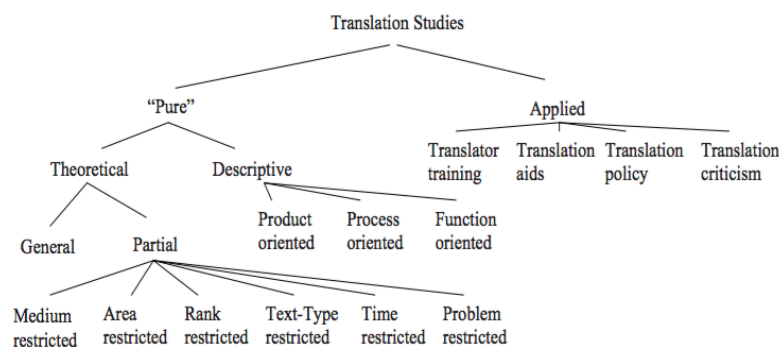 Translation Studies
“Pure”
Applied
Translator training
Translation aids
Translation policy
Translation criticism
Theoretical
Descriptive
Product oriented
Process oriented
Function oriented
General
Partial
Medium restricted
Area restricted
Rank restricted
Text-Type restricted
Time restricted
Problem restricted